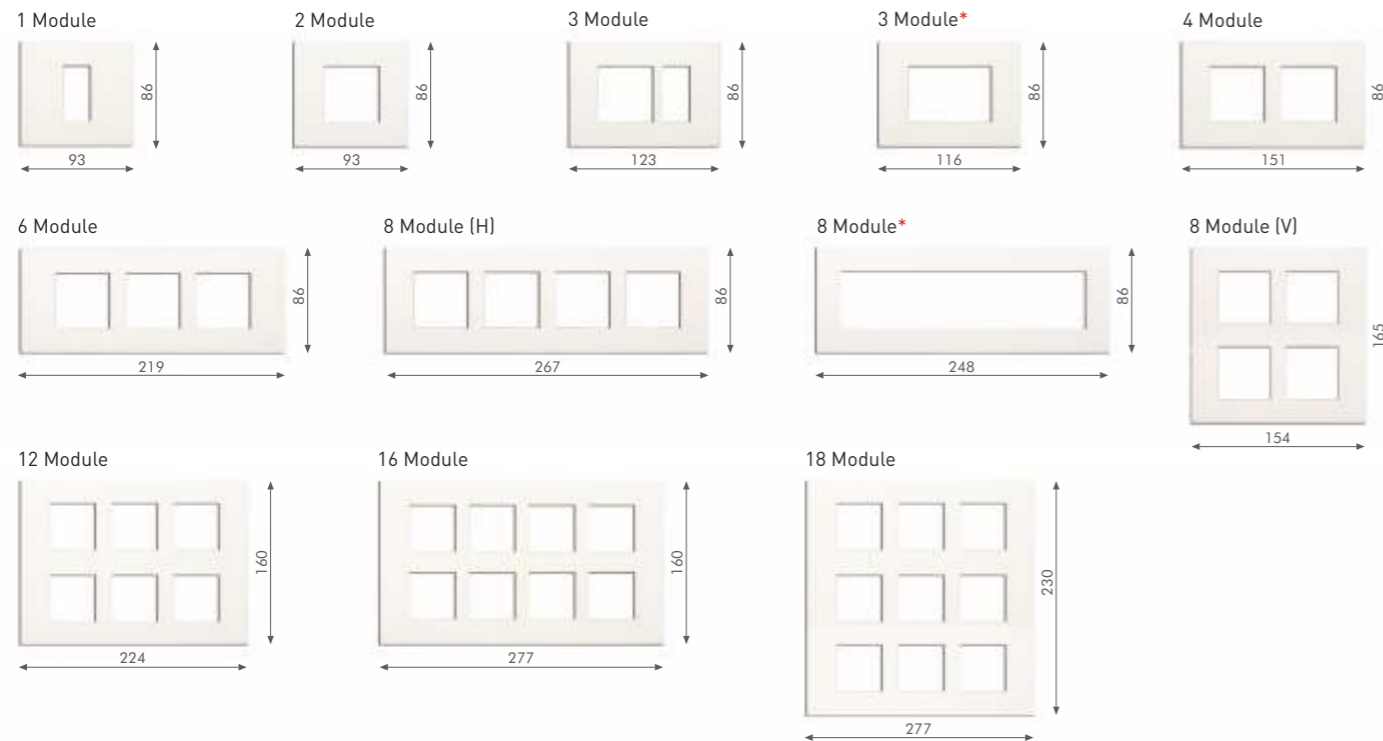 1 Module
2 Module
3 Module
3 Module*
4 Module
86
86
86
86
86
93
93
123
116
151
6 Module
8 Module (H)
8 Module*
8 Module (V)
86
86
86
165
219
267
248
154
12 Module
16 Module
18 Module
160
160
230
224
277
277